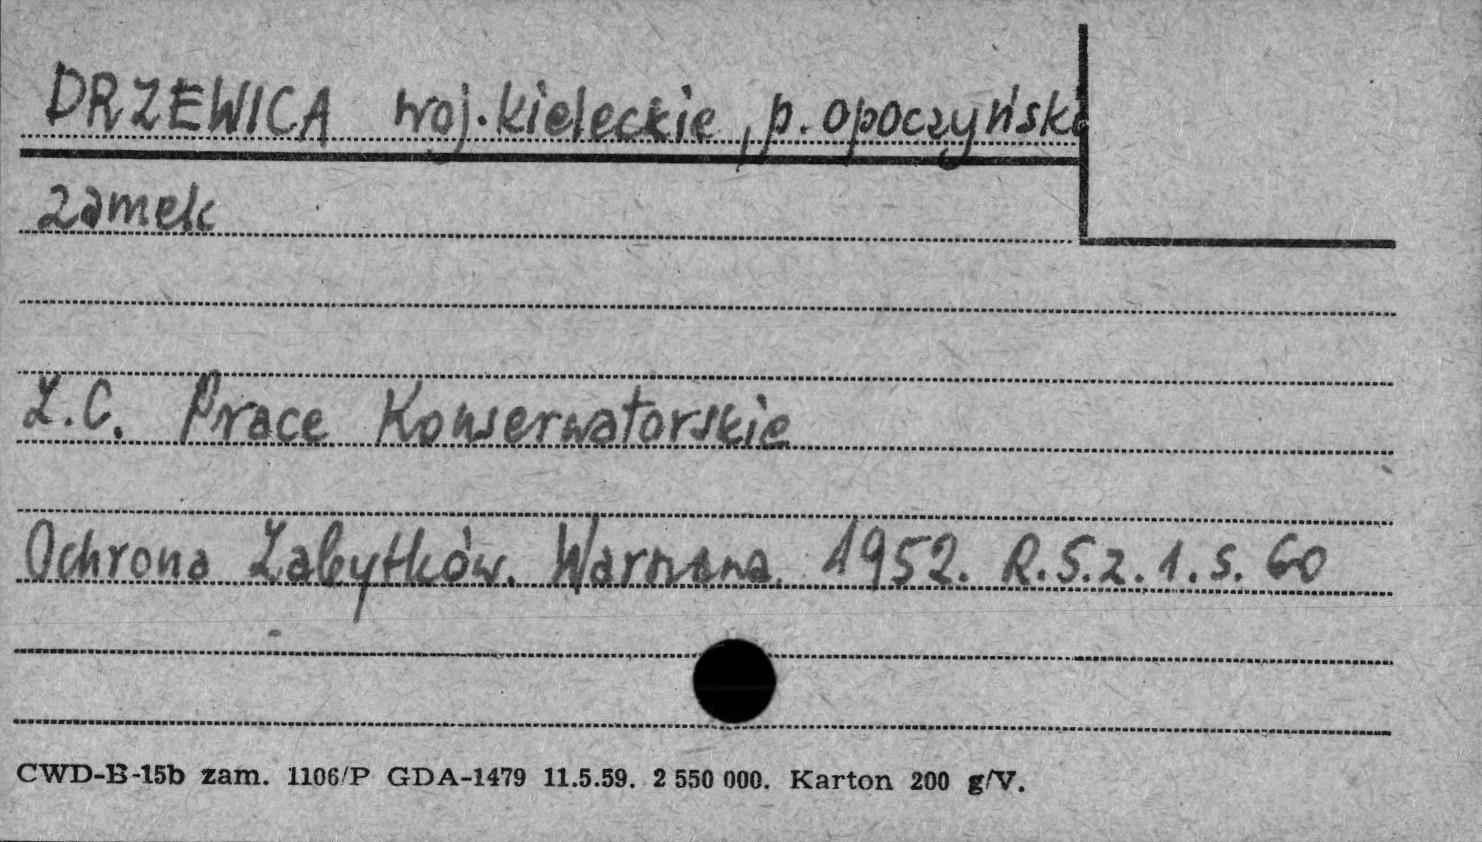 DRZEWICA woj. kieleckie, p. opoczyński
zamek
Z.C. Prace Konserwatorskie
Ochrona Zabytków. Warszawa. 1952. R.5.z.1.s. 60
CWD-B-15b zam. 1106/P GDA-1479 11.5.59. 2 550 000. Karton 200 g/V.